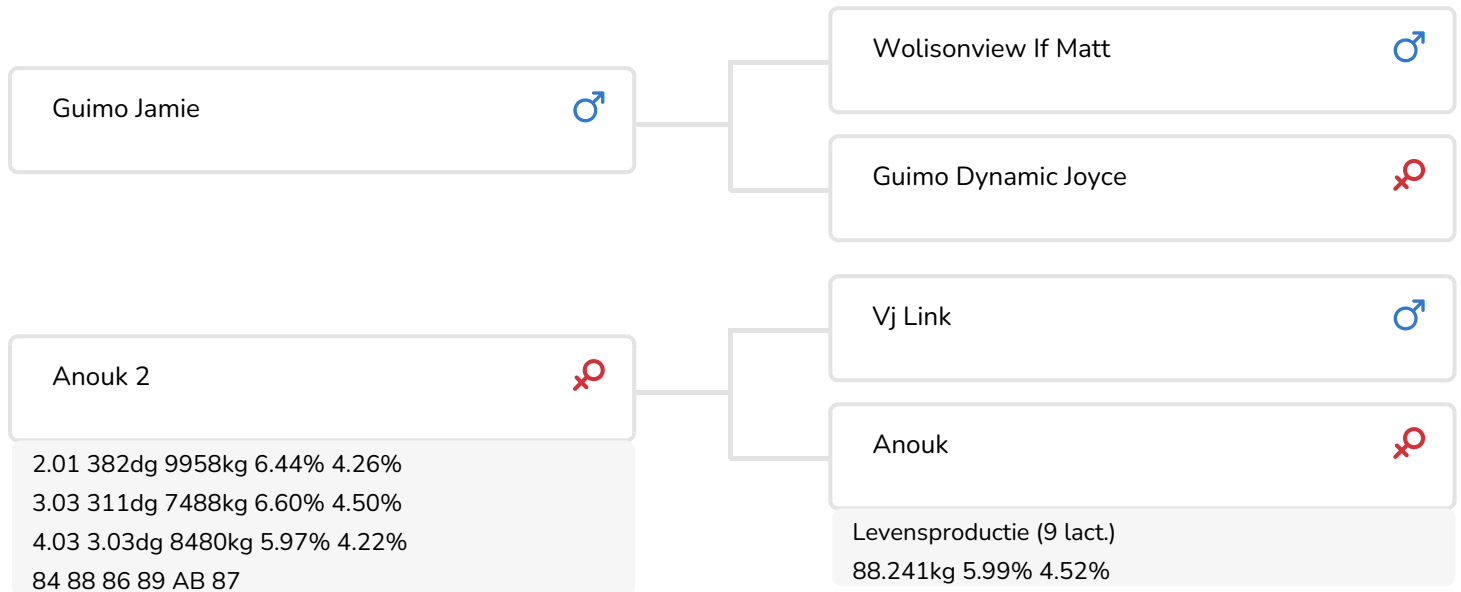 Guimo Jamie
Wolisonview If Matt
Guimo Dynamic Joyce
Anouk 2
2.01 382dg 9958kg 6.44% 4.26%
3.03 311dg 7488kg 6.60% 4.50%
4.03 3.03dg 8480kg 5.97% 4.22%
84 88 86 89 AB 87
Vj Link
Anouk
Levensproductie (9 lact.)
88.241kg 5.99% 4.52%